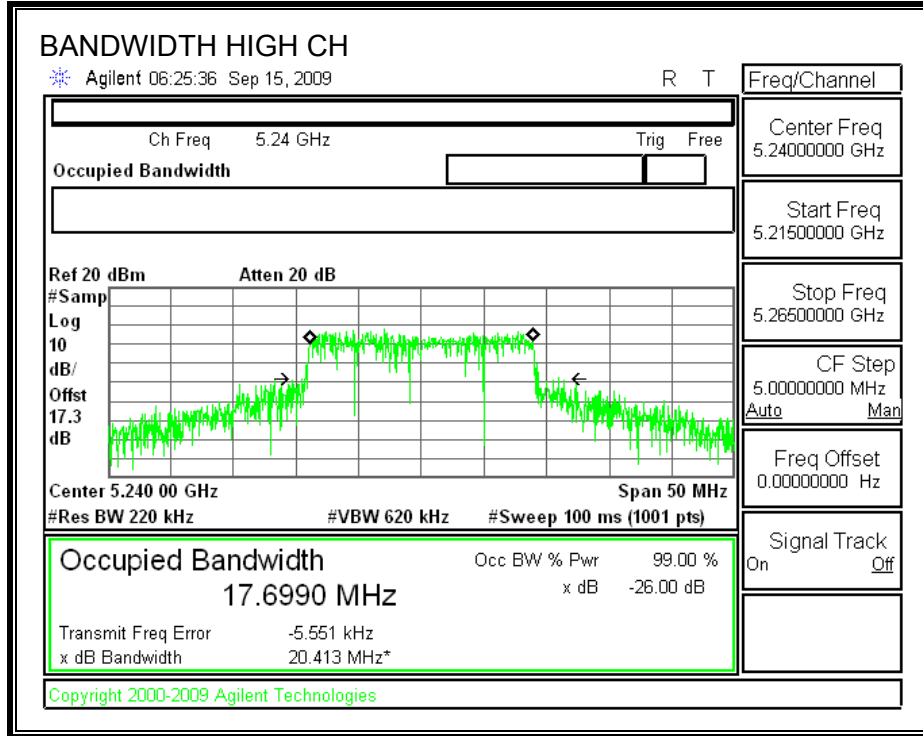 BANDWIDTH HIGH CH
Agilent 06:25:36 Sep 15, 2009 R T
Freq/Channel
Ch Freq 5.24 GHz Trig Free
Occupied Bandwidth
Center Freq
5.24000000 GHz
Start Freq
5.21500000 GHz
Stop Freq
5.26500000 GHz
CF Step
5.00000000 MHz
Auto Man
Freq Offset
0.00000000 Hz
Signal Track
On Off
Ref 20 dBm Atten 20 dB
#Samp
Log
10
dB/
Offst
17.3
dB
Center 5.240 00 GHz Span 50 MHz
#Res BW 220 kHz #VBW 620 kHz #Sweep 100 ms (1001 pts)
Occupied Bandwidth Occ BW % Pwr 99.00 %
17.6990 MHz x dB -26.00 dB
Transmit Freq Error -5.551 kHz
x dB Bandwidth 20.413 MHz*
Copyright 2000-2009 Agilent Technologies